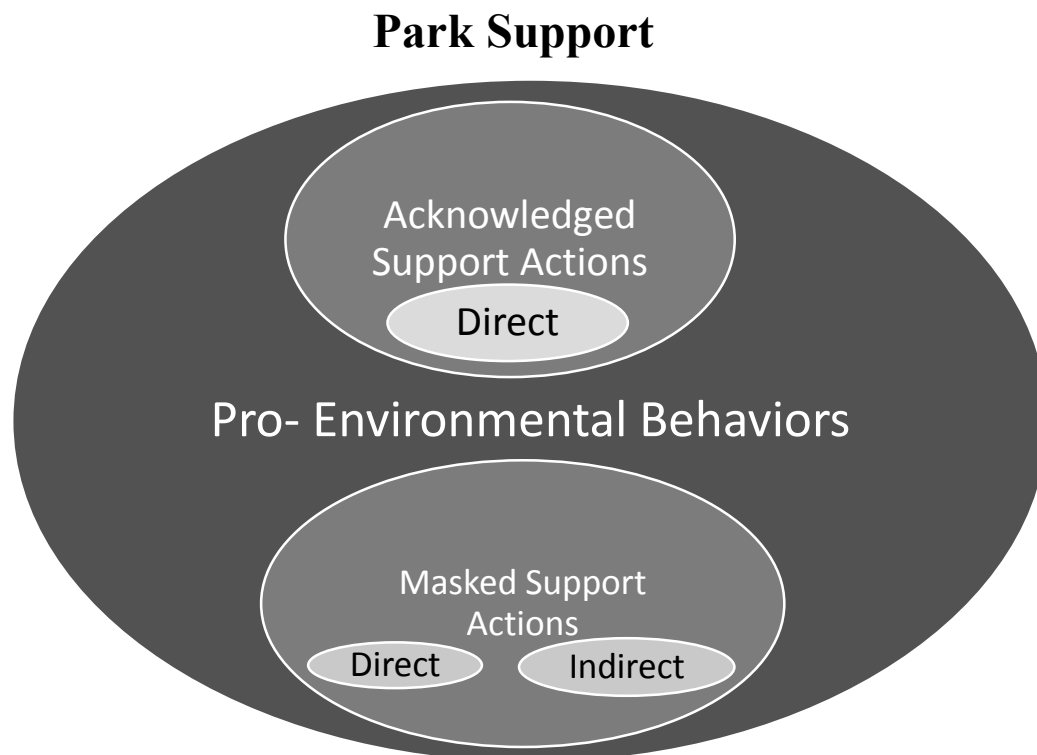 Park Support
Acknowledged
Support Actions
Direct
Pro- Environmental Behaviors
Masked Support
Actions
Direct
Indirect